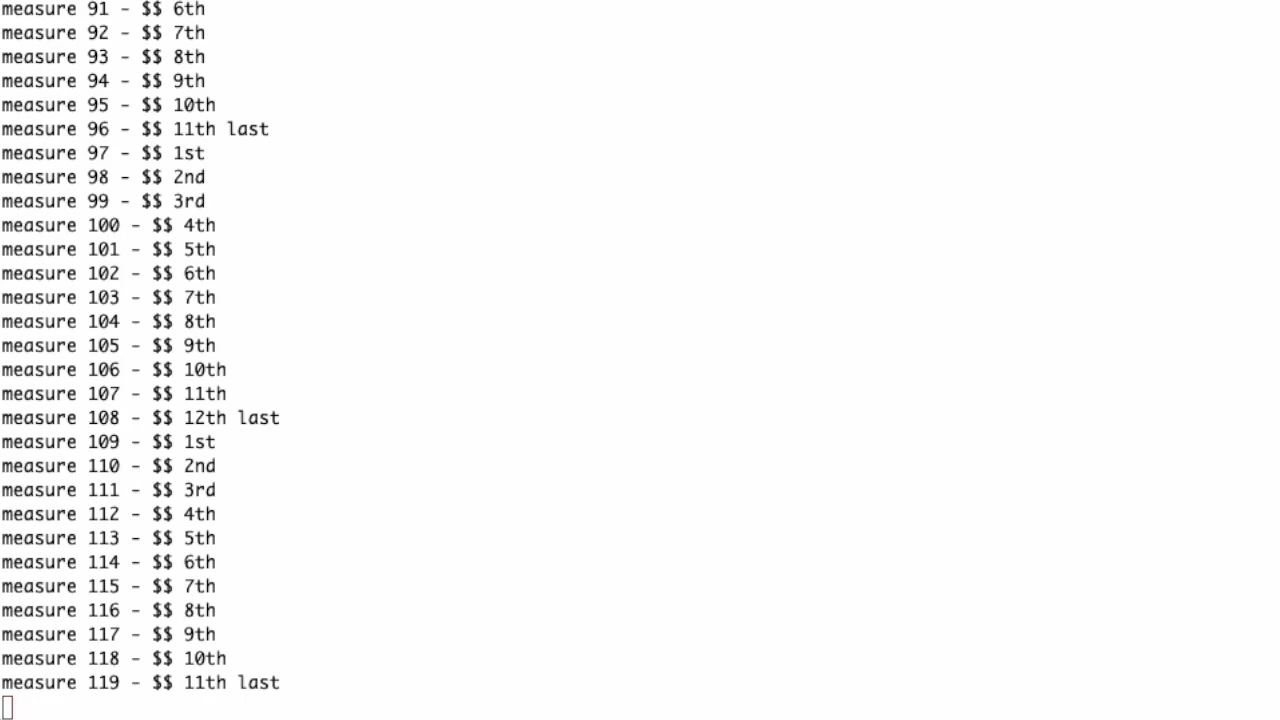 measure 91 - $$ 6th
measure 92 - $$ 7th
measure 93 - $$ 8th
measure 94 - $$ 9th
measure 95 - $$ 10th
measure 96 - $$ 11th last
measure 97 - $$ 1st
measure 98 - $$ 2nd
measure 99 - $$ 3rd
measure 100 - $$ 4th
measure 101 - $$ 5th
measure 102 - $$ 6th
measure 103 - $$ 7th
measure 104 - $$ 8th
measure 105 - $$ 9th
measure 106 - $$ 10th
measure 107 - $$ 11th
measure 108 - $$ 12th last
measure 109 - $$ 1st
measure 110 - $$ 2nd
measure 111 - $$ 3rd
measure 112 - $$ 4th
measure 113 - $$ 5th
measure 114 - $$ 6th
measure 115 - $$ 7th
measure 116 - $$ 8th
measure 117 - $$ 9th
measure 118 - $$ 10th
measure 119 - $$ 11th last